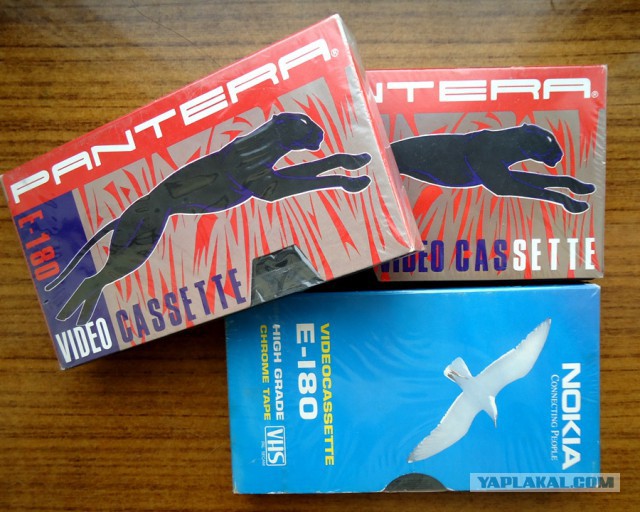 PANTERA®
E-180
VIDEO CASSETTE
NTERA®
VIDEO CASSETTE
VIDEOCASSETTE
E-180
HIGH GRADE
CHROME TAPE
VHS
NOKIA
CONNECTING PEOPLE
YAPLAKAL.COM